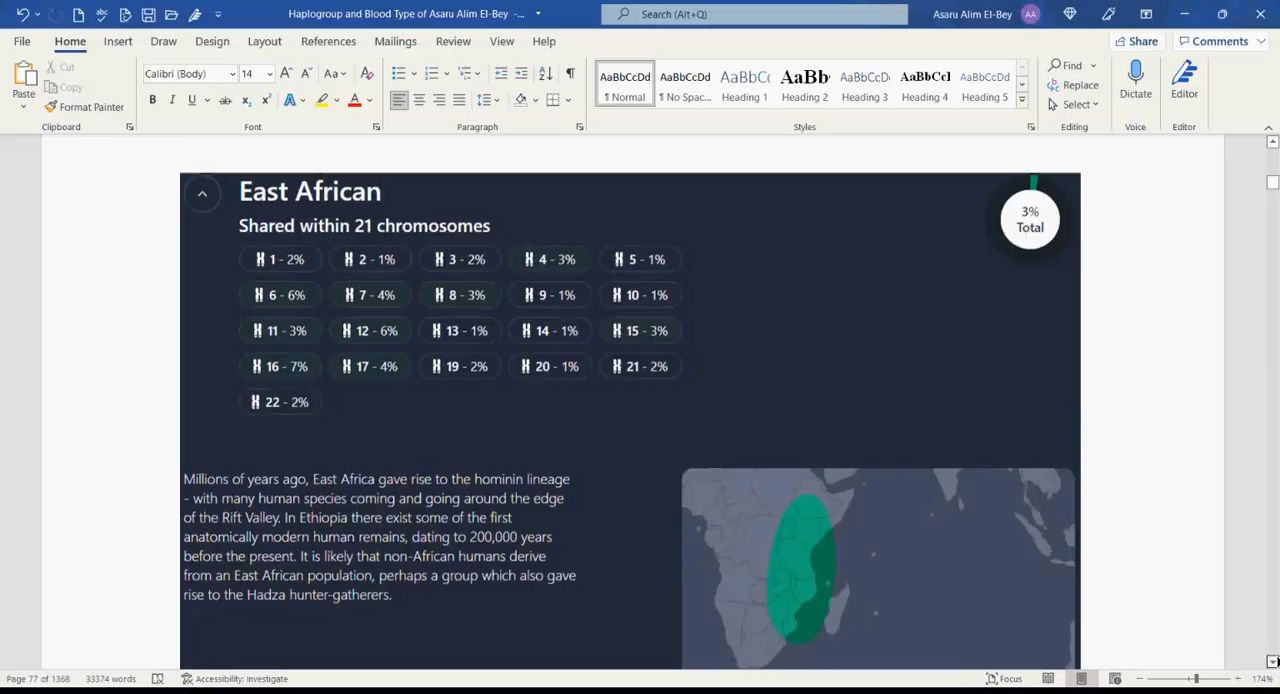 Haplogroup and Blood Type of Asaru Alim El-Bey -...
Search (Alt+Q)
Asaru Alim El-Bey
AA
File
Home
Insert
Draw
Design
Layout
References
Mailings
Review
View
Help
Share
Comments
Paste
Cut
Copy
Format Painter
Clipboard
Calibri (Body)
14
Font
Paragraph
AaBbCcDd
¶ Normal
AaBbCcDd
¶ No Spac...
AaBbC(
Heading 1
AaBb
Heading 2
AaBbCcDd
Heading 3
AaBbCcI
Heading 4
AaBbCcDd
Heading 5
Styles
Find
Replace
Select
Editing
Dictate
Voice
Editor
Editor
East African
Shared within 21 chromosomes
3%
Total
1 - 2%
2 - 1%
3 - 2%
4 - 3%
5 - 1%
6 - 6%
7 - 4%
8 - 3%
9 - 1%
10 - 1%
11 - 3%
12 - 6%
13 - 1%
14 - 1%
15 - 3%
16 - 7%
17 - 4%
19 - 2%
20 - 1%
21 - 2%
22 - 2%
Millions of years ago, East Africa gave rise to the hominin lineage
- with many human species coming and going around the edge
of the Rift Valley. In Ethiopia there exist some of the first
anatomically modern human remains, dating to 200,000 years
before the present. It is likely that non-African humans derive
from an East African population, perhaps a group which also gave
rise to the Hadza hunter-gatherers.
Page 77 of 1368
33374 words
Accessibility: Investigate
Focus
174%